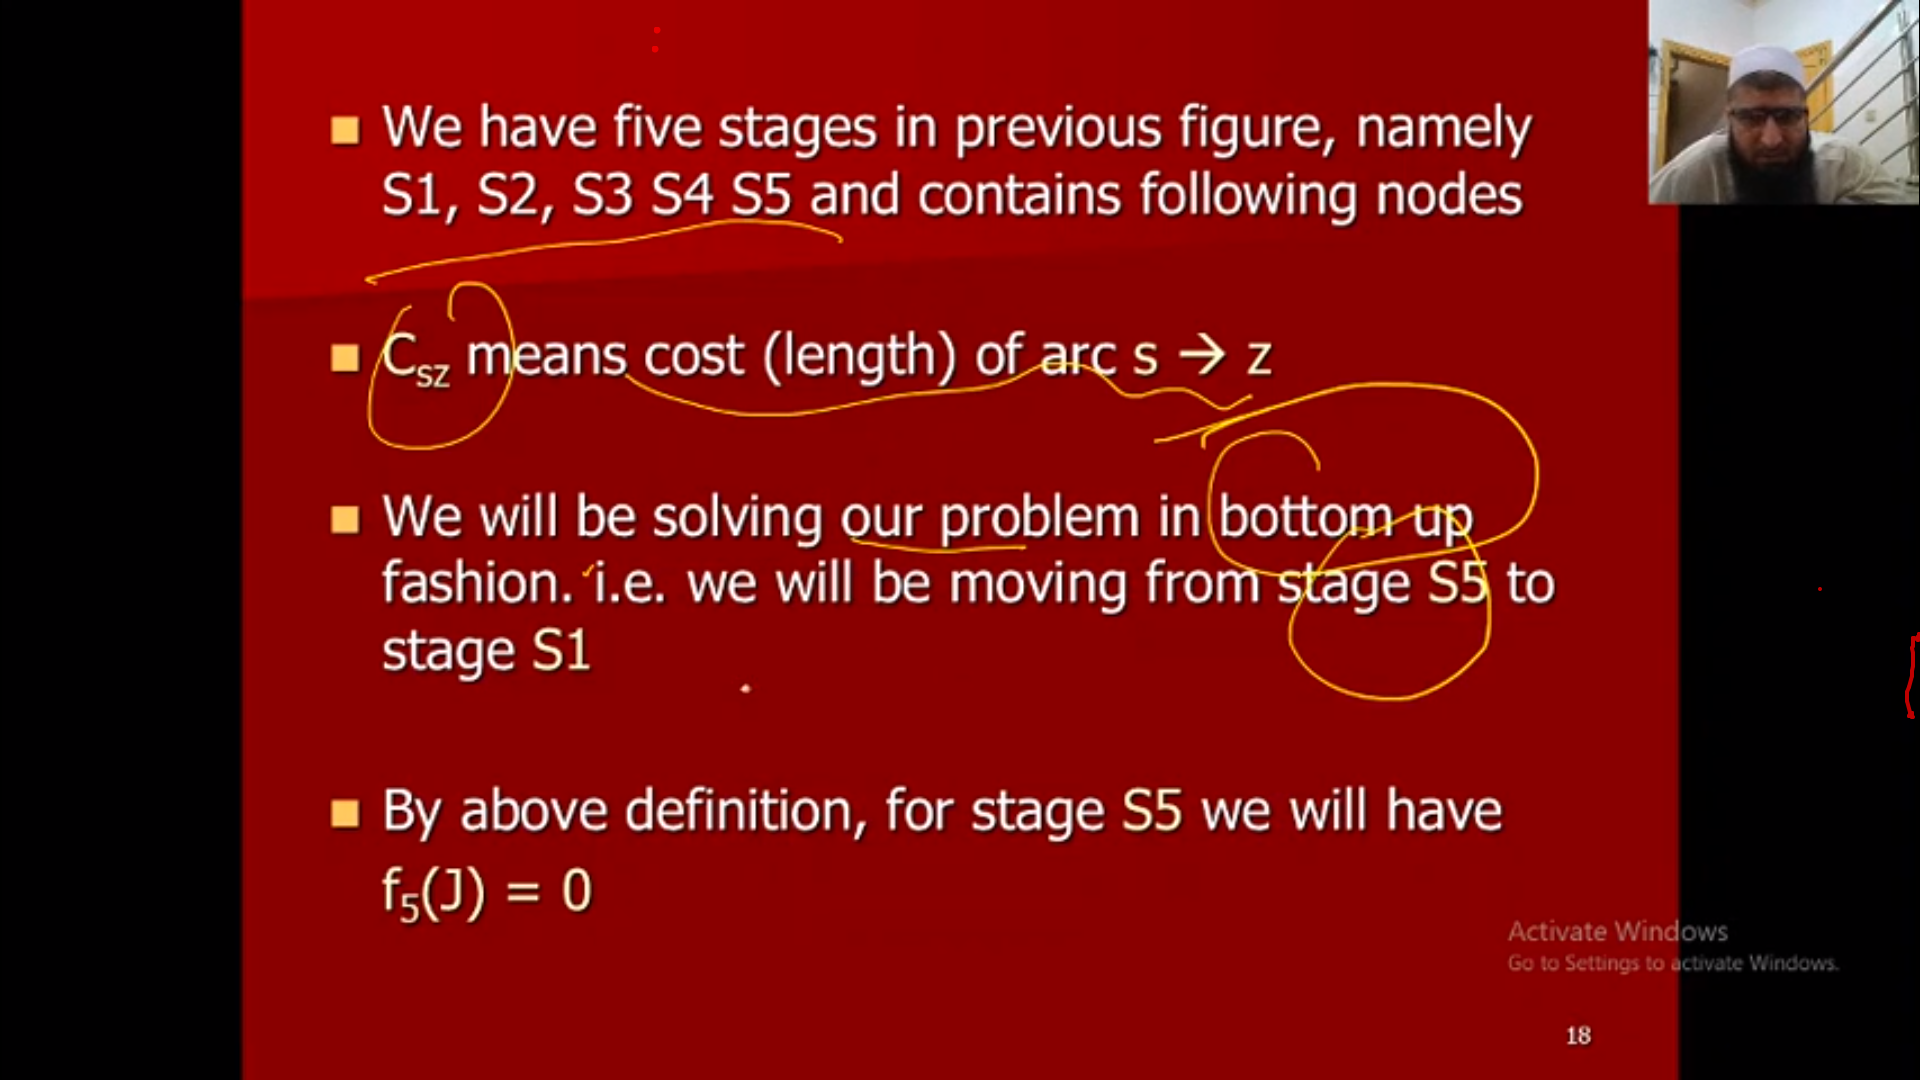 We have five stages in previous figure, namely
S1, S2, S3 S4 S5 and contains following nodes
Csz means cost (length) of arc s → z
We will be solving our problem in bottom up
fashion. i.e. we will be moving from stage S5 to
stage S1
By above definition, for stage S5 we will have
f5(J) = 0
Activate Windows
Go to Settings to activate Windows.
18